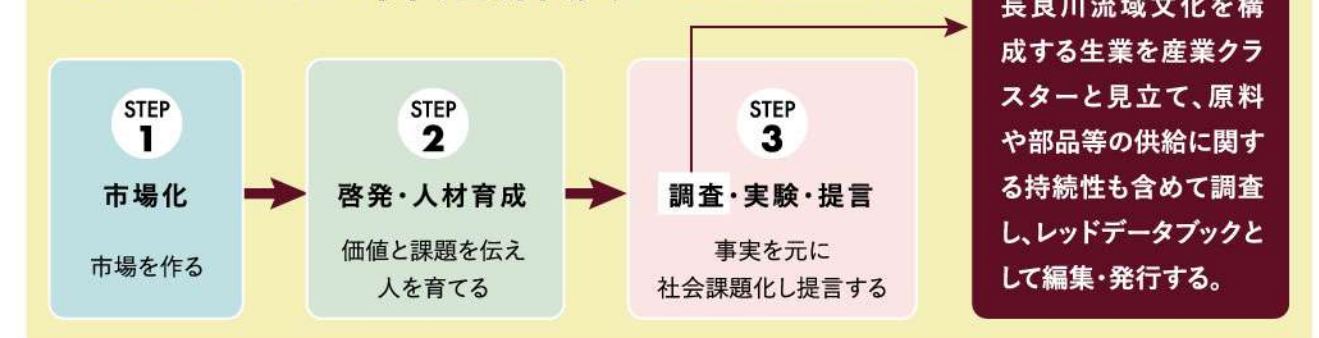 STEP
1
市場化
市場を作る
STEP
2
啓発・人材育成
価値と課題を伝え
人を育てる
STEP
3
調査・実験・提言
事実を元に
社会課題化し提言する
長良川流域文化を構
成する生業を産業クラ
スターと見立て、原料
や部品等の供給に関す
る持続性も含めて調査
し、レッドデータブックと
して編集・発行する。